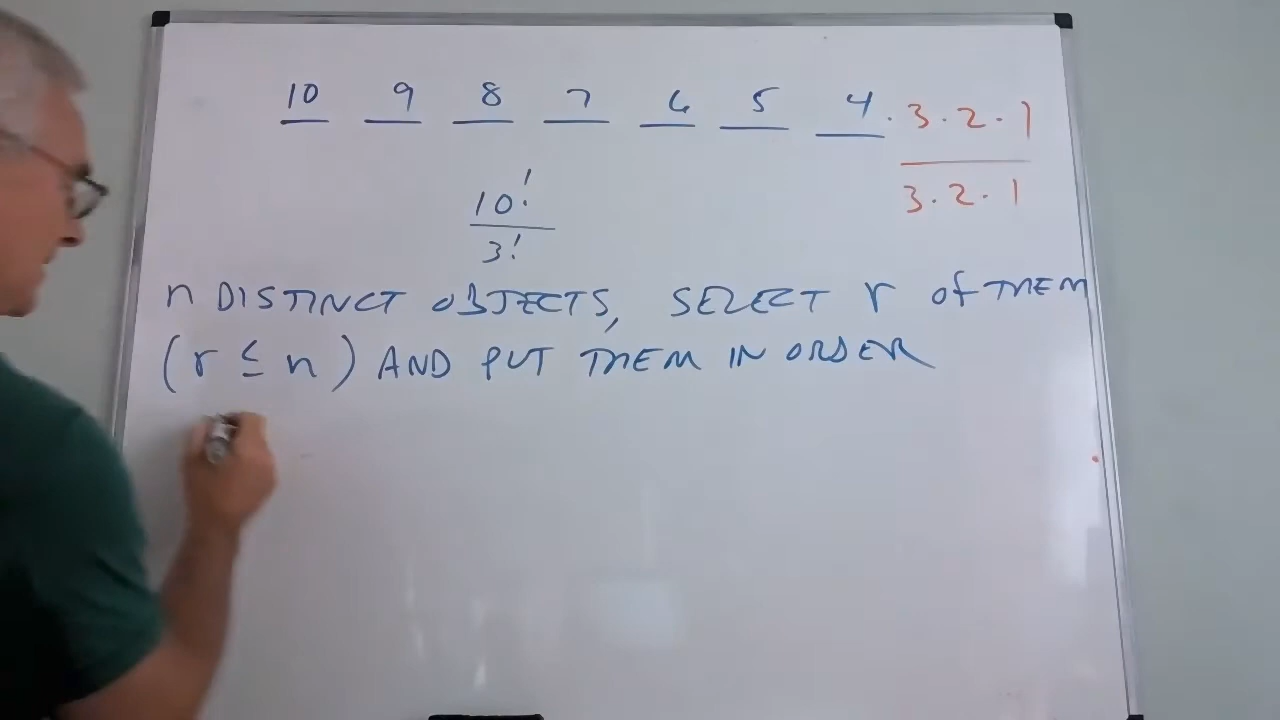 10 9 8 7 6 5 4 . 3 . 2 . 1
3 . 2 . 1
10!
3!
n DISTINCT OBJECTS, SELECT r of THEM
(r ≤ n) AND PUT THEM IN ORDER